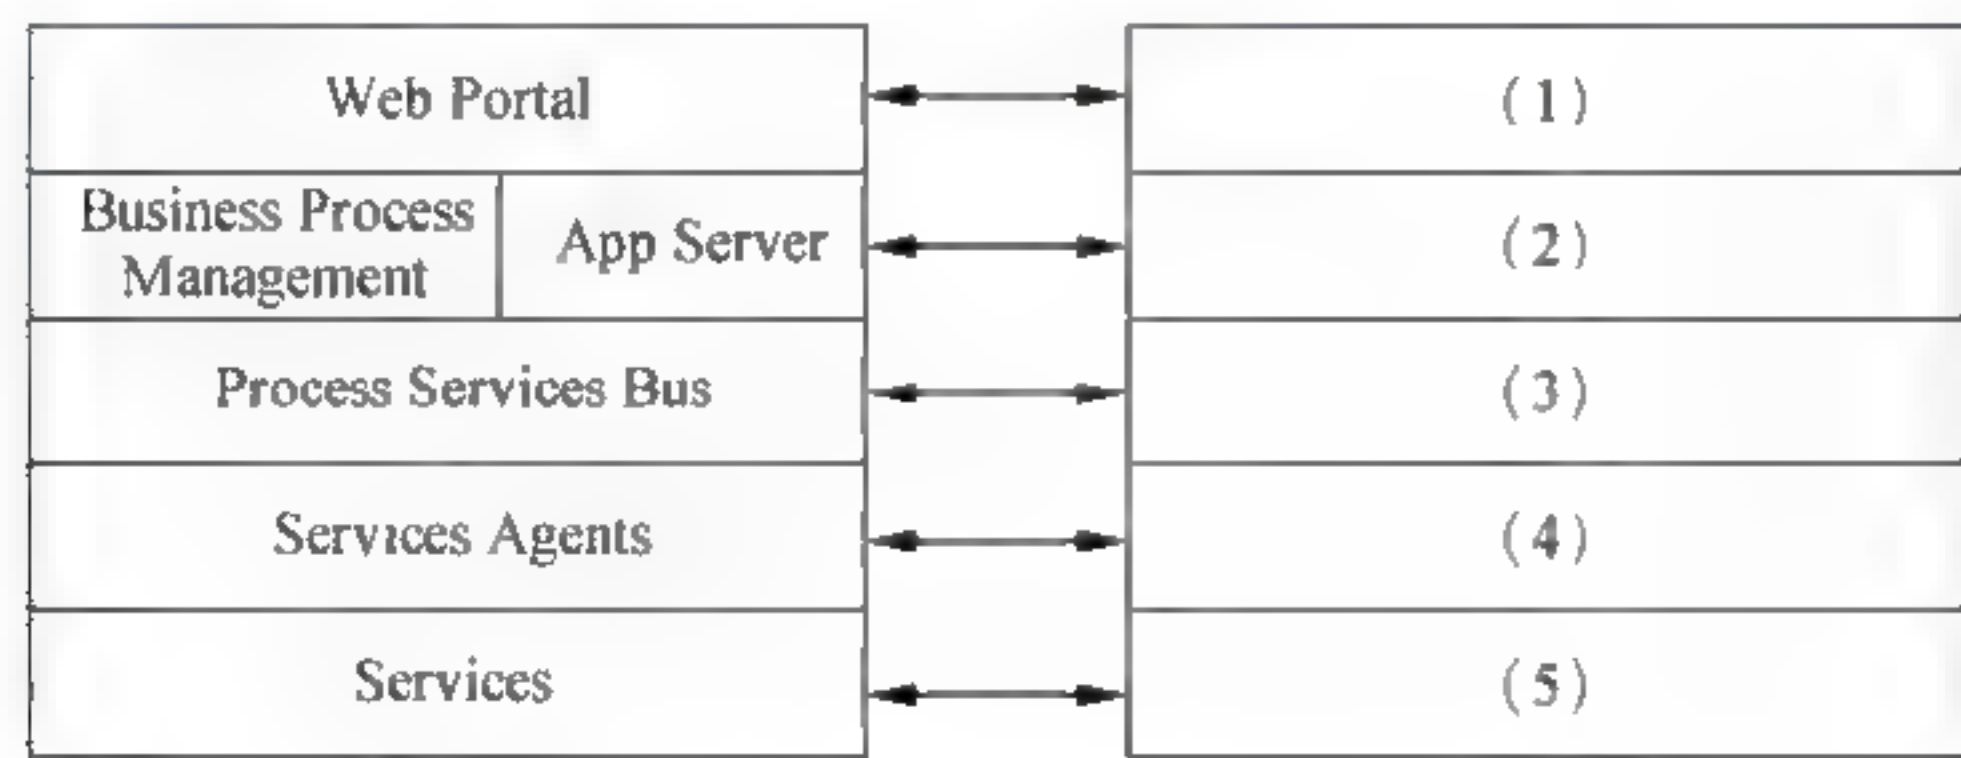 Web Portal
(1)
Business Process
Management
App Server
(2)
Process Services Bus
(3)
Services Agents
(4)
Services
(5)